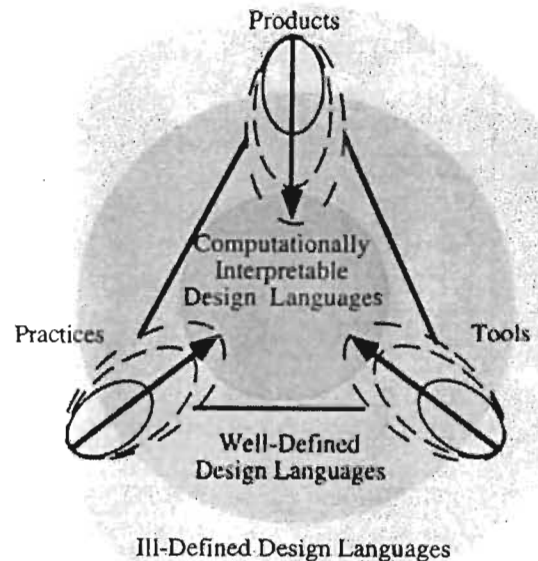 Products
Computationally
Interpretable
Design Languages
Practices
Tools
Well-Defined
Design Languages
Ill-Defined Design Languages